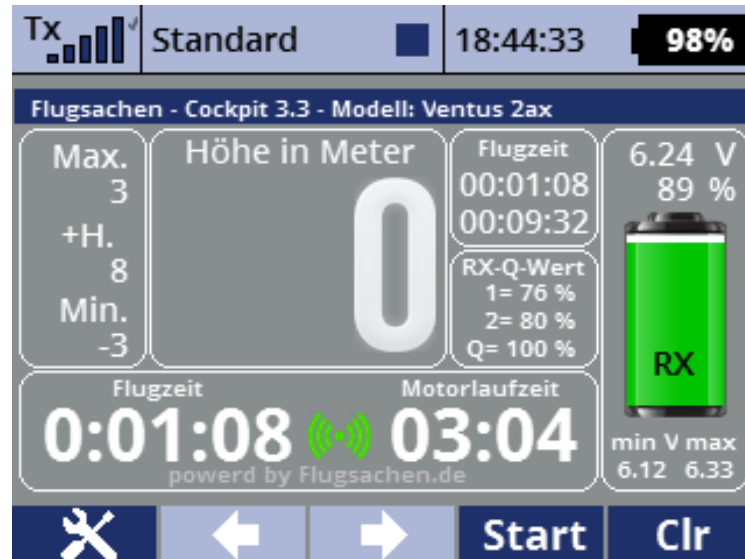 Tx Standard 18:44:33 98%
Flugsachen - Cockpit 3.3 - Modell: Ventus 2ax
Max.
3
+H.
8
Min.
-3
Höhe in Meter
0
Flugzeit
00:01:08
00:09:32
RX-Q-Wert
1= 76 %
2= 80 %
Q= 100 %
6.24 V
89 %
RX
min V max
6.12 6.33
Flugzeit Motorlaufzeit
0:01:08 03:04
powerd by Flugsachen.de
Start Clr